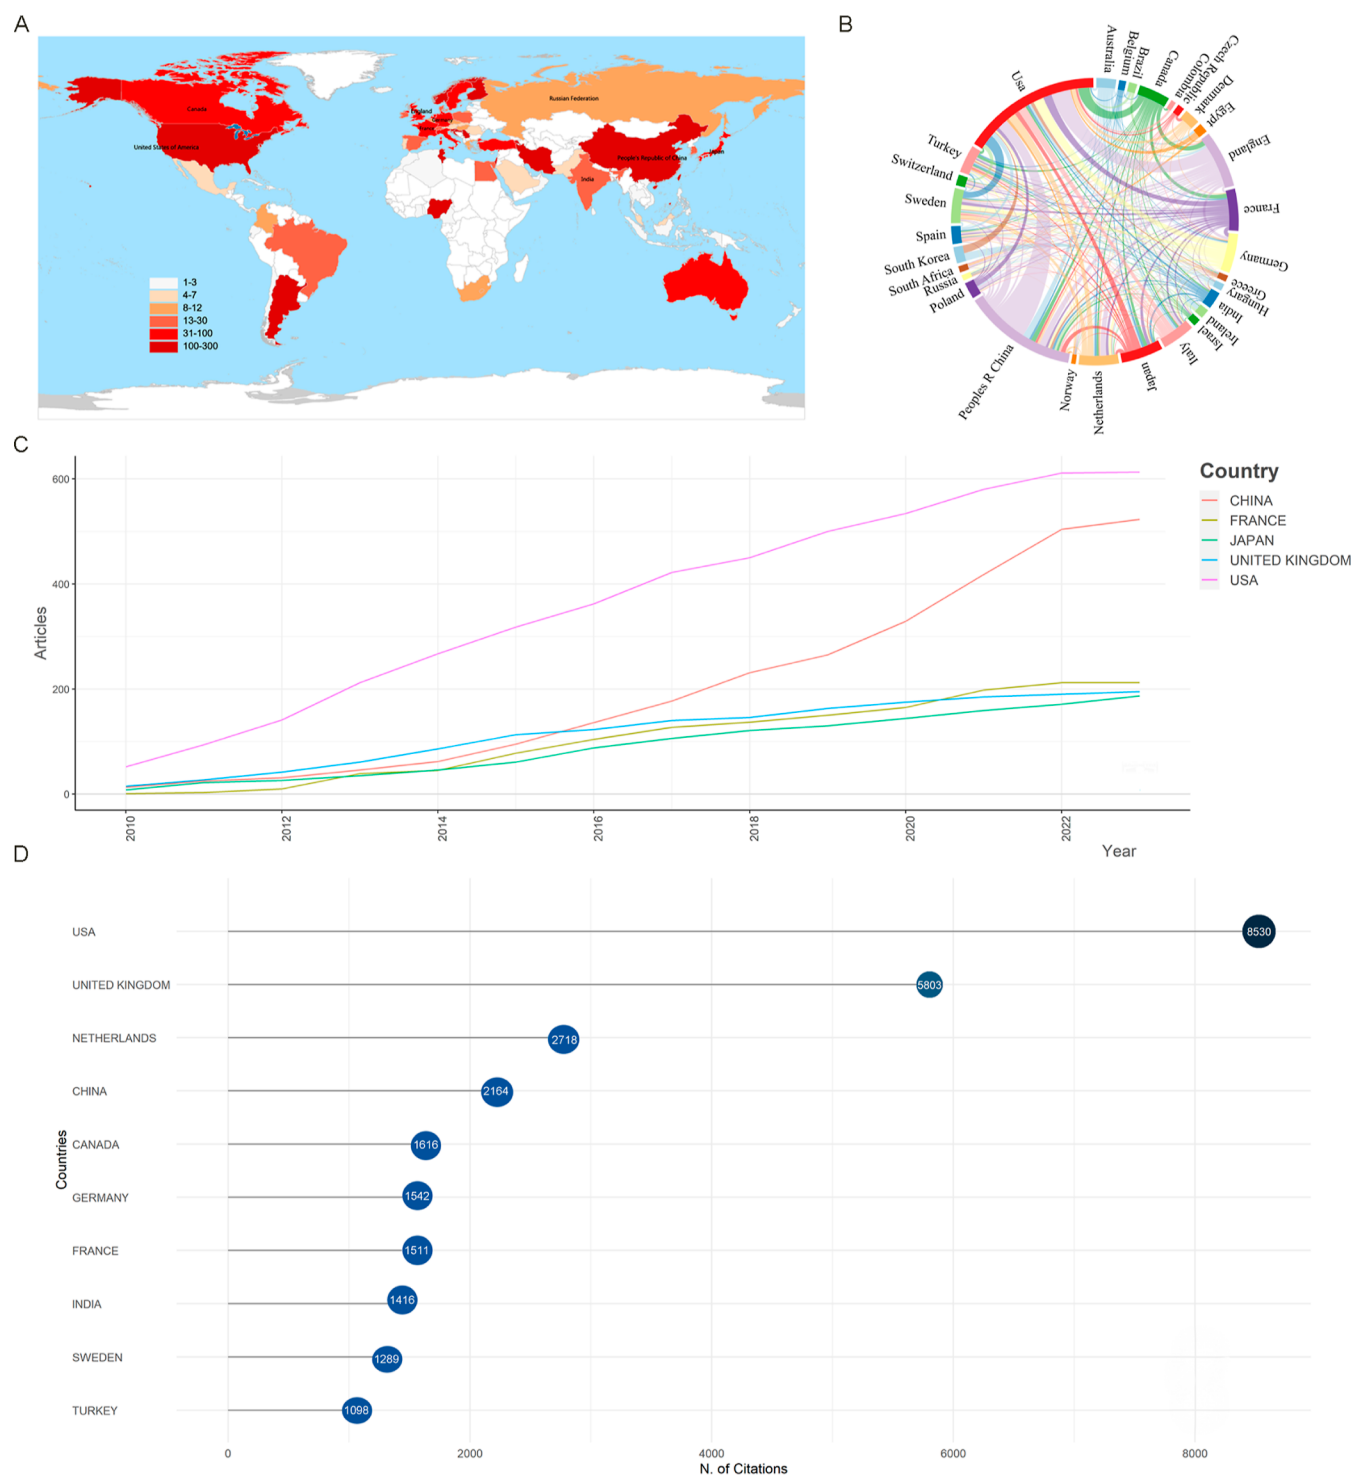 A
Canada
United States of America
England
Germany
France
Russian Federation
People's Republic of China
Japan
India
1-3
4-7
8-12
13-30
31-100
100-300
B
Usa
Australia
Belgium
Brazil
Canada
Czech Republic
Colombia
Denmark
Egypt
England
France
Germany
Greece
Hungary
India
Ireland
Israel
Italy
Japan
Netherlands
Norway
Peoples R China
Poland
Russia
South Africa
South Korea
Spain
Sweden
Switzerland
Turkey
C
600
400
200
0
Articles
2010
2012
2014
2016
2018
2020
2022
Year
Country
CHINA
FRANCE
JAPAN
UNITED KINGDOM
USA
D
USA
8530
UNITED KINGDOM
5803
NETHERLANDS
2718
CHINA
2164
CANADA
1616
GERMANY
1542
FRANCE
1511
INDIA
1416
SWEDEN
1289
TURKEY
1098
Countries
0
2000
4000
6000
8000
N. of Citations